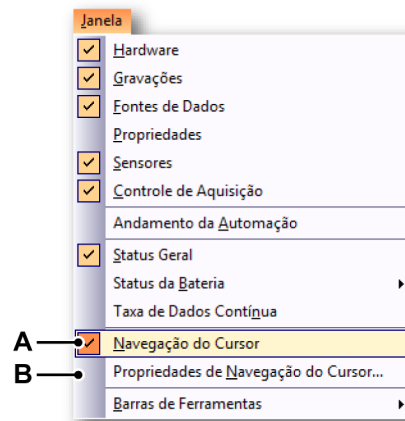 Janela
Hardware
Gravações
Fontes de Dados
Propriedades
Sensores
Controle de Aquisição
Andamento da Automação
Status Geral
Status da Bateria
Taxa de Dados Contínua
A Navegação do Cursor
B Propriedades de Navegação do Cursor...
Barras de Ferramentas